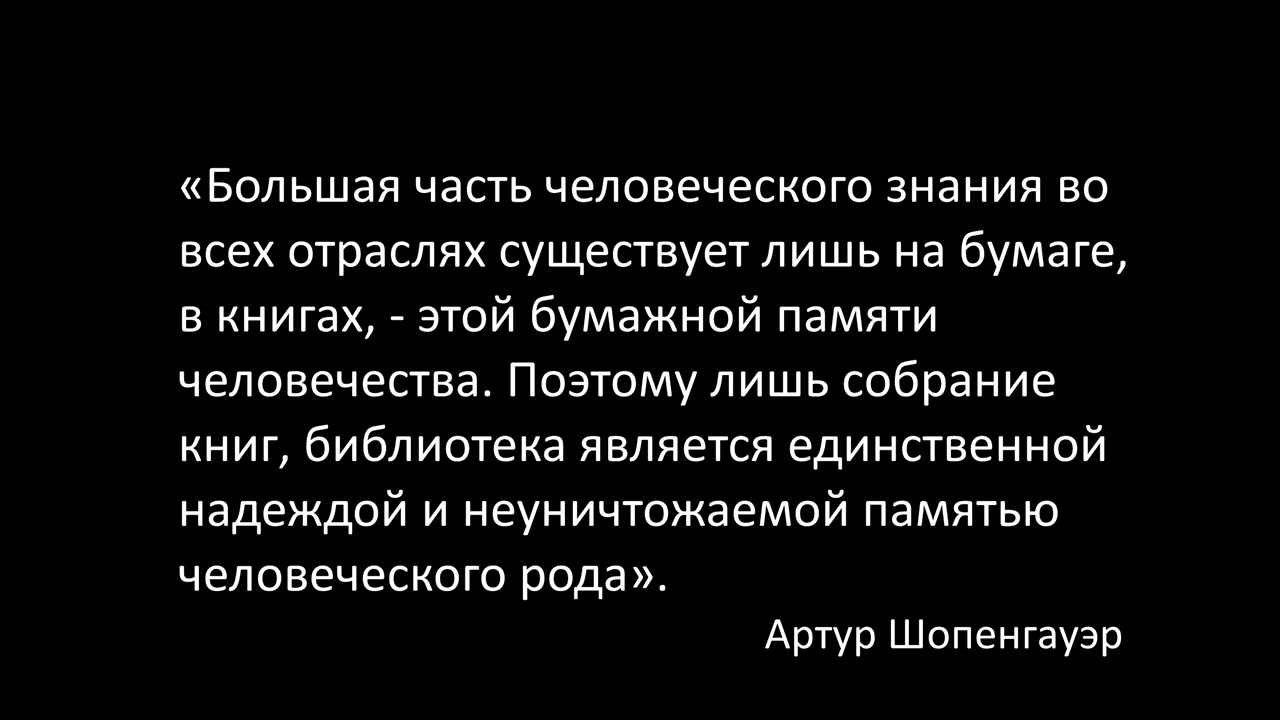 «Большая часть человеческого знания во
всех отраслях существует лишь на бумаге,
в книгах, - этой бумажной памяти
человечества. Поэтому лишь собрание
книг, библиотека является единственной
надеждой и неуничтожаемой памятью
человеческого рода».
Артур Шопенгауэр